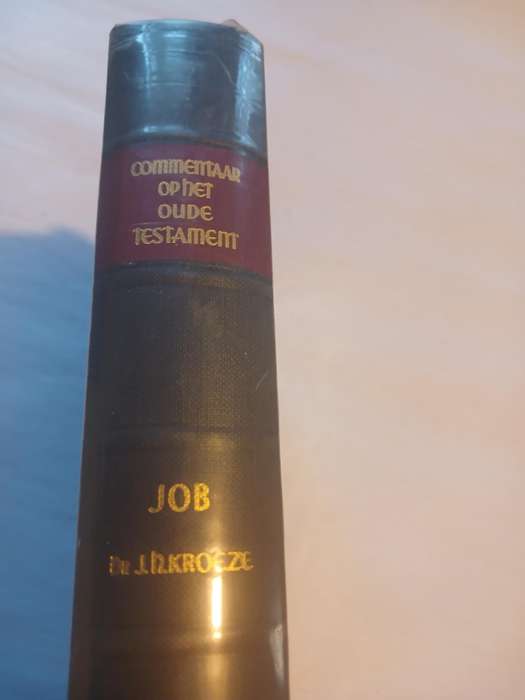 COMMENTAAR
OP HET
OUDE
TESTAMENT
JOB
DR J.H.KROEZE